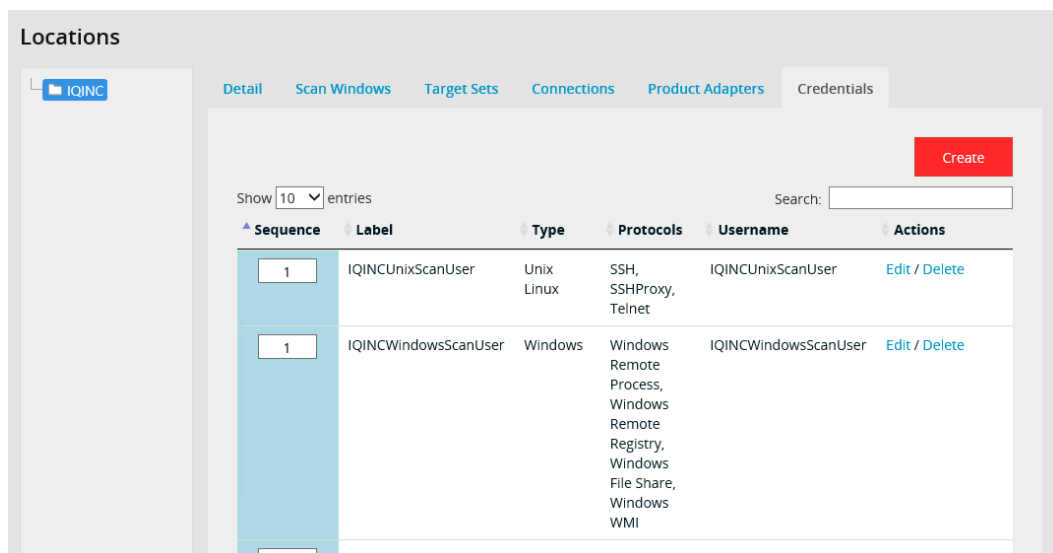 Locations
IQINC
Detail Scan Windows Target Sets Connections Product Adapters Credentials
Create
Show 10 entries Search:
Sequence Label Type Protocols Username Actions
1 IQINCUnixScanUser Unix SSH, IQINCUnixScanUser Edit / Delete
Linux SSHProxy,
Telnet
1 IQINCWindowsScanUser Windows Windows IQINCWindowsScanUser Edit / Delete
Remote
Process,
Windows
Remote
Registry,
Windows
File Share,
Windows
WMI